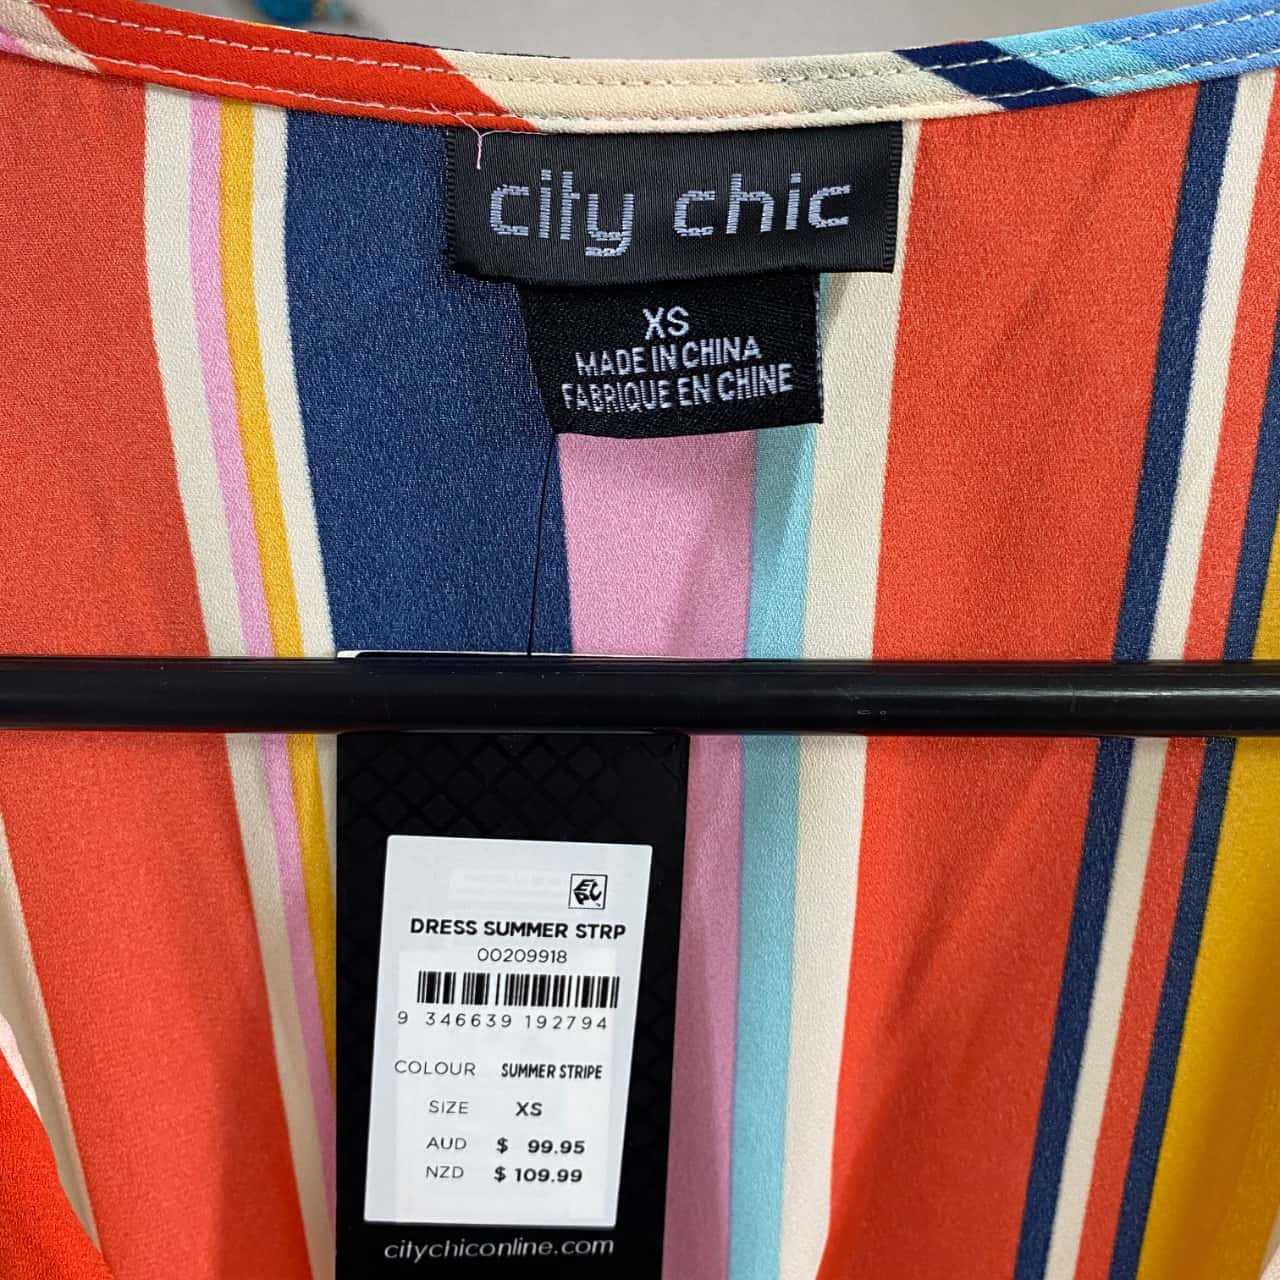 city chic
XS
MADE IN CHINA
FABRIQUE EN CHINE
DRESS SUMMER STRP
00209918
9 346639 192794
COLOUR SUMMER STRIPE
SIZE XS
AUD $ 99.95
NZD $ 109.99
citychiconline.com